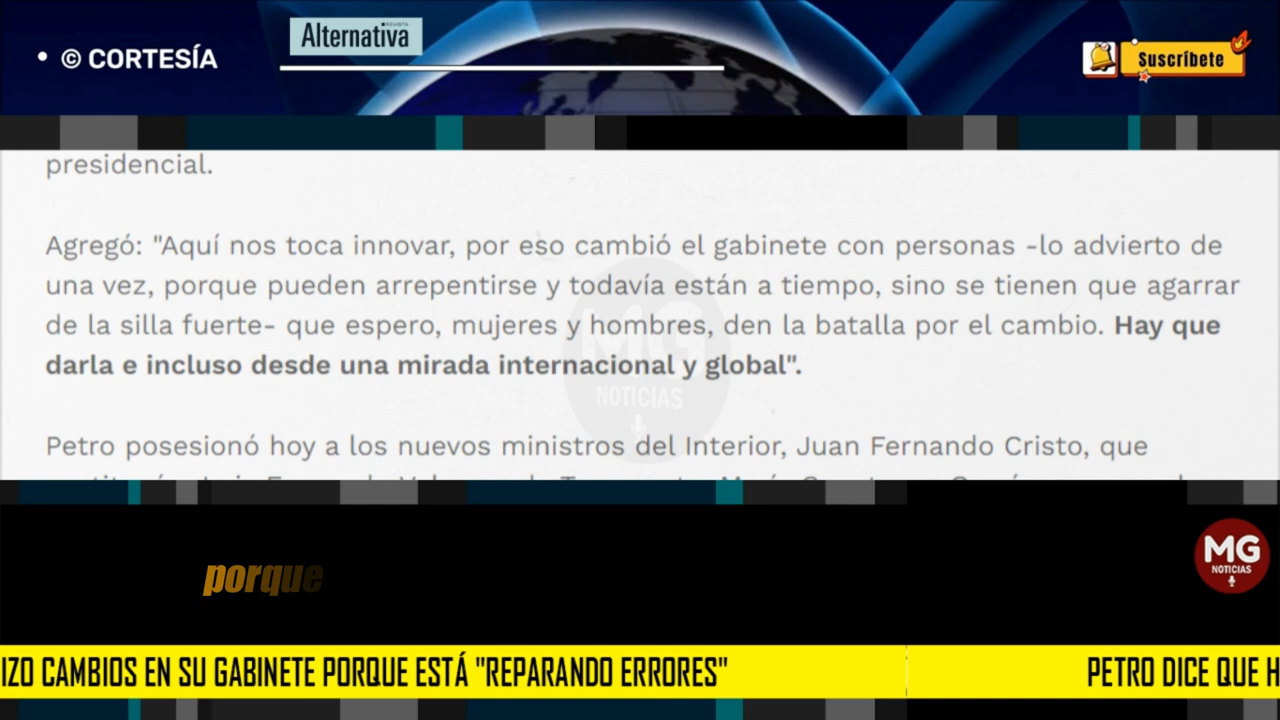 • © CORTESÍA
REVISTA
Alternativa
Suscríbete
presidencial.
Agregó: "Aquí nos toca innovar, por eso cambió el gabinete con personas -lo advierto de
una vez, porque pueden arrepentirse y todavía están a tiempo, sino se tienen que agarrar
de la silla fuerte- que espero, mujeres y hombres, den la batalla por el cambio. Hay que
darla e incluso desde una mirada internacional y global".
MG
NOTICIAS
Petro posesionó hoy a los nuevos ministros del Interior, Juan Fernando Cristo, que
porque
MG
NOTICIAS
IZO CAMBIOS EN SU GABINETE PORQUE ESTÁ "REPARANDO ERRORES" PETRO DICE QUE H